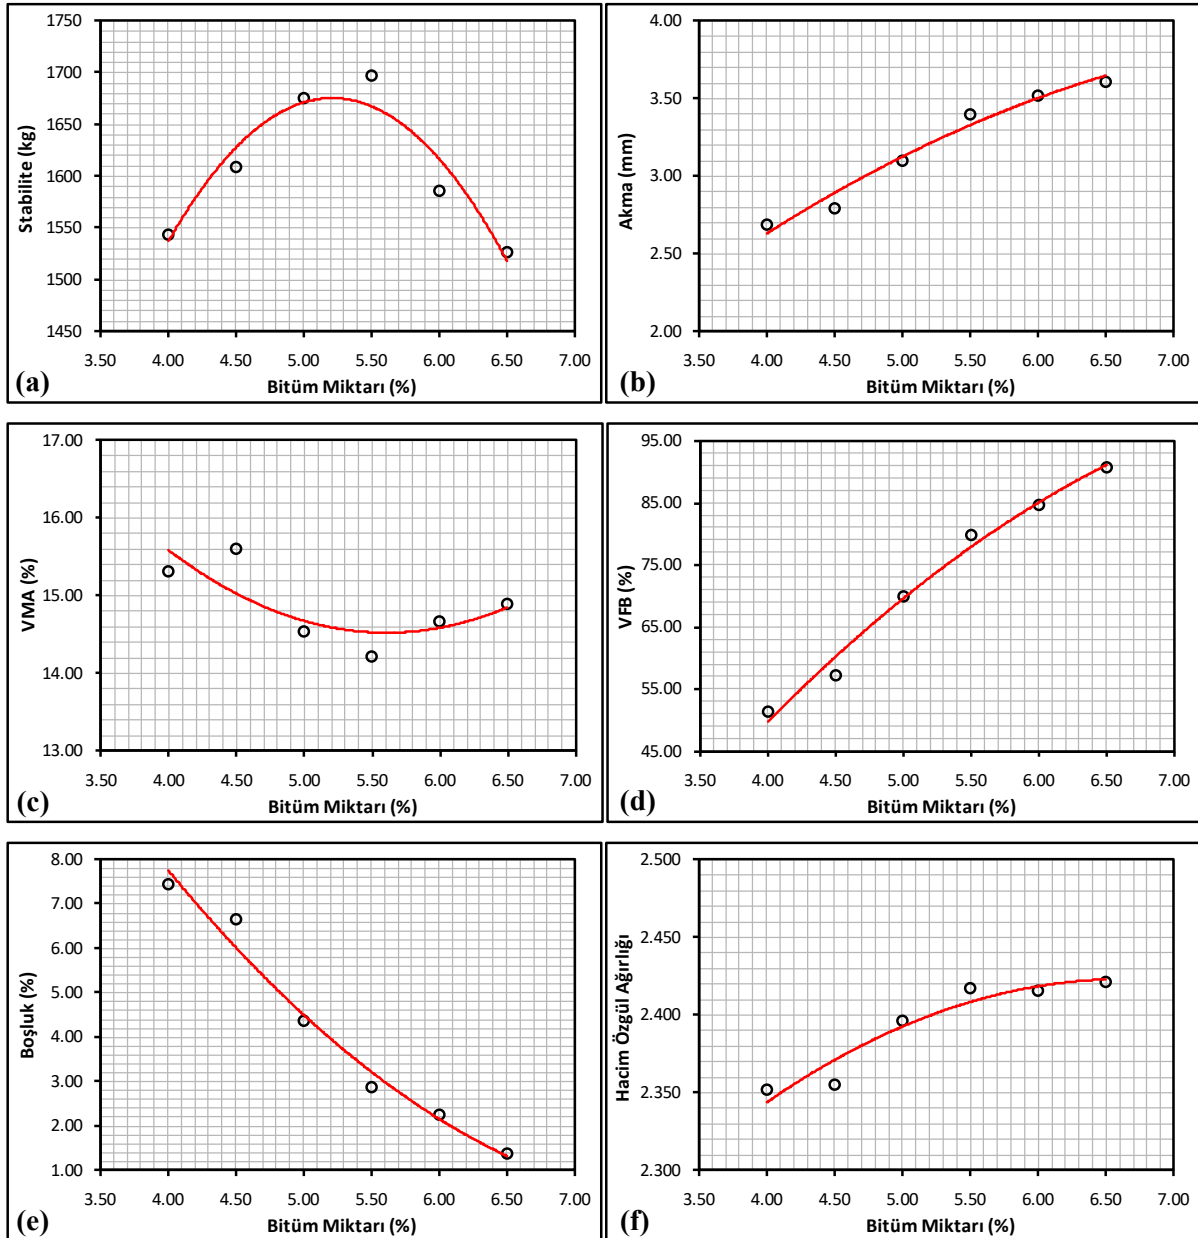 1750
1700
1650
1600
1550
1500
1450
Stabilite (kg)
3.50 4.00 4.50 5.00 5.50 6.00 6.50 7.00
Bitüm Miktarı (%)
(a)
4.00
3.50
3.00
2.50
2.00
Akma (mm)
3.50 4.00 4.50 5.00 5.50 6.00 6.50 7.00
Bitüm Miktarı (%)
(b)
17.00
16.00
15.00
14.00
13.00
VMA (%)
3.50 4.00 4.50 5.00 5.50 6.00 6.50 7.00
Bitüm Miktarı (%)
(c)
95.00
85.00
75.00
65.00
55.00
45.00
VFB (%)
3.50 4.00 4.50 5.00 5.50 6.00 6.50 7.00
Bitüm Miktarı (%)
(d)
8.00
7.00
6.00
5.00
4.00
3.00
2.00
1.00
Boşluk (%)
3.50 4.00 4.50 5.00 5.50 6.00 6.50 7.00
Bitüm Miktarı (%)
(e)
2.500
2.450
2.400
2.350
2.300
Hacim Özgül Ağırlığı
3.50 4.00 4.50 5.00 5.50 6.00 6.50 7.00
Bitüm Miktarı (%)
(f)